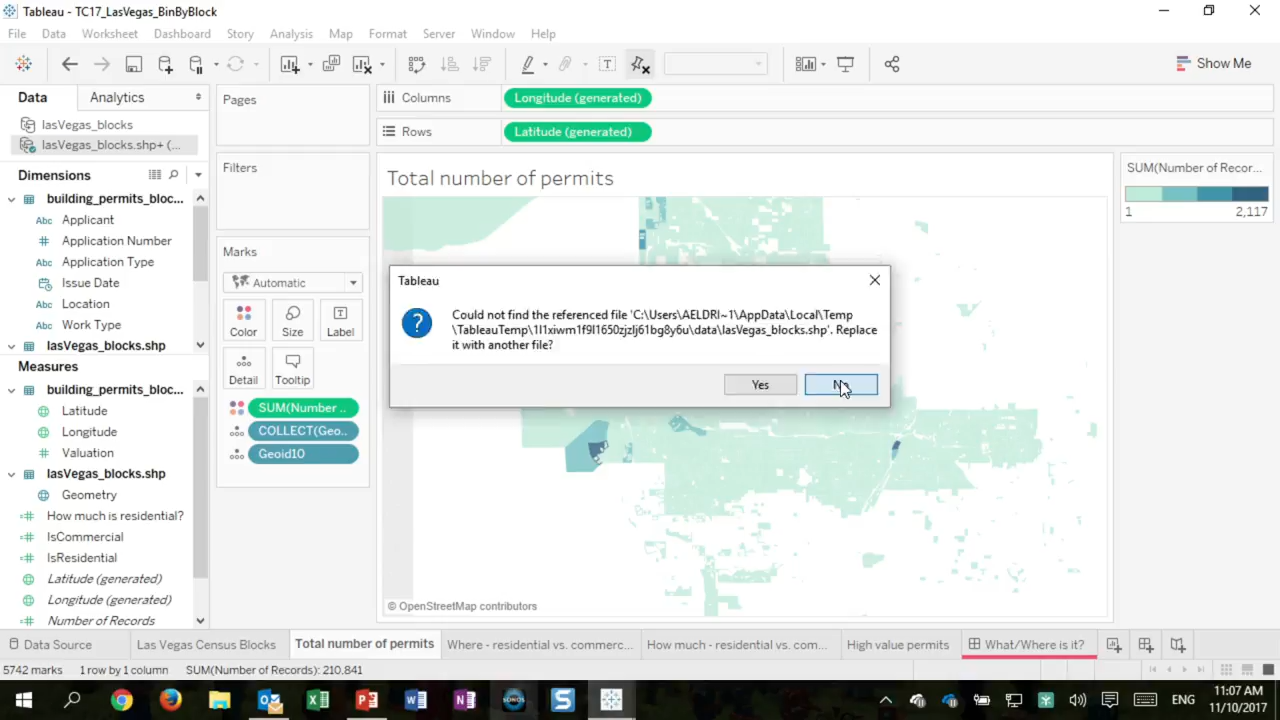 Tableau - TC17_LasVegas_BinByBlock
File Data Worksheet Dashboard Story Analysis Map Format Server Window Help
Show Me
Data Analytics
Pages
Columns Longitude (generated)
Rows Latitude (generated)
lasVegas_blocks
lasVegas_blocks.shp+ (...
Dimensions
building_permits_bloc...
Abc Applicant
# Application Number
Abc Application Type
Issue Date
Abc Location
Abc Work Type
lasVegas_blocks.shp
Measures
building_permits_bloc...
Latitude
Longitude
# Valuation
lasVegas_blocks.shp
Geometry
=# How much is residential?
=# IsCommercial
=# IsResidential
Latitude (generated)
Longitude (generated)
=# Number of Records
Filters
Marks
Automatic
Color Size Label
Detail Tooltip
SUM(Number ..
COLLECT(Geo..
Geoid10
Total number of permits
SUM(Number of Recor...
1 2,117
Tableau
Could not find the referenced file 'C:\Users\AELDRI~1\AppData\Local\Temp
Replace
it with another file?
Yes
© OpenStreetMap contributors
Data Source Las Vegas Census Blocks Total number of permits Where - residential vs. commerc... How much - residential vs. com... High value permits What/Where is it?
5742 marks 1 row by 1 column SUM(Number of Records): 210,841
SONOS
ENG
11:07 AM
11/10/2017